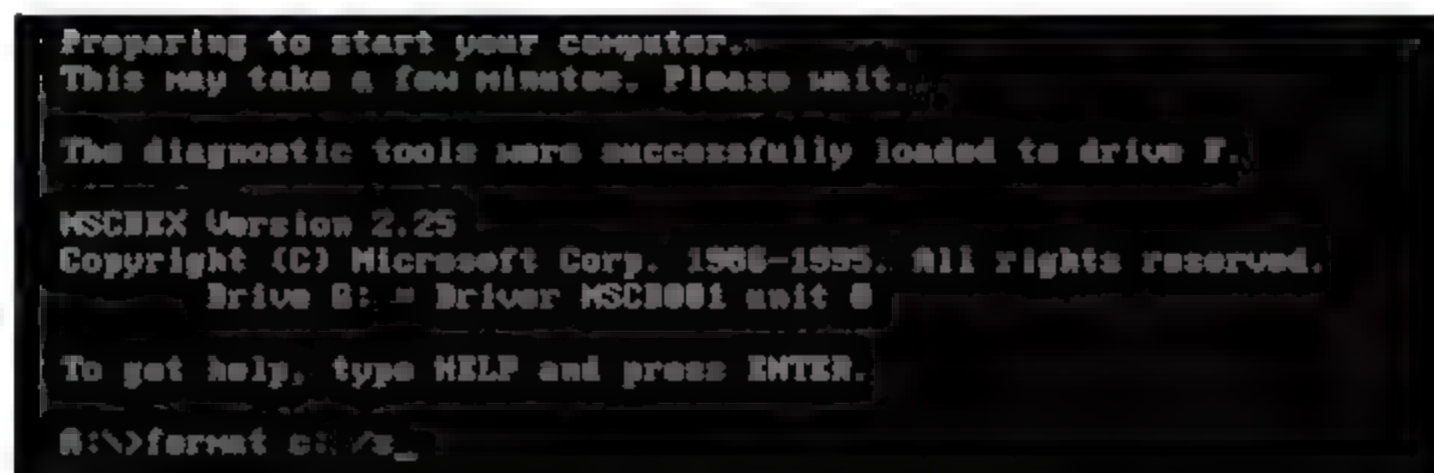 Preparing to start your computer.
This may take a few minutes. Please wait.
The diagnostic tools were successfully loaded to drive F.
MSCDEX Version 2.25
Copyright (C) Microsoft Corp. 1986-1995. All rights reserved.
Drive G: = Driver MSCD001 unit 0
To get help, type HELP and press ENTER.
A:\>format c: /s_